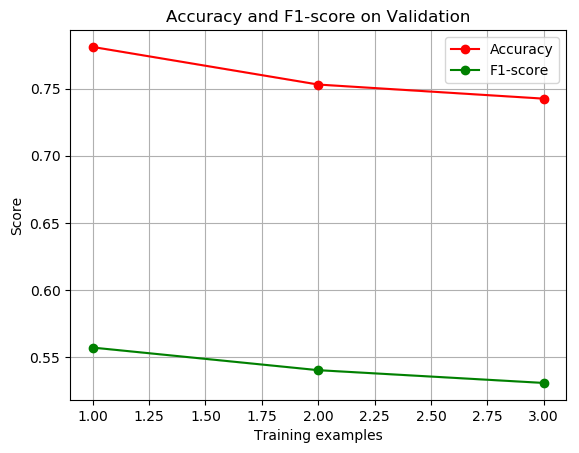 Accuracy and F1-score on Validation
Accuracy
F1-score
Score
0.75
0.70
0.65
0.60
0.55
1.00 1.25 1.50 1.75 2.00 2.25 2.50 2.75 3.00
Training examples